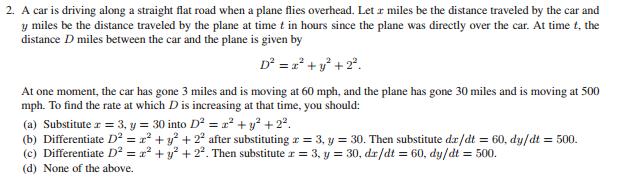 2. A car is driving along a straight flat road when a plane flies overhead. Let x miles be the distance traveled by the car and
y miles be the distance traveled by the plane at time t in hours since the plane was directly over the car. At time t, the
distance D miles between the car and the plane is given by
D² = x² + y² + 2².
At one moment, the car has gone 3 miles and is moving at 60 mph, and the plane has gone 30 miles and is moving at 500
mph. To find the rate at which D is increasing at that time, you should:
(a) Substitute x = 3, y = 30 into D² = x² + y² + 2².
(b) Differentiate D² = x² + y² + 2² after substituting x = 3, y = 30. Then substitute dx/dt = 60, dy/dt = 500.
(c) Differentiate D² = x² + y² + 2². Then substitute x = 3, y = 30, dx/dt = 60, dy/dt = 500.
(d) None of the above.